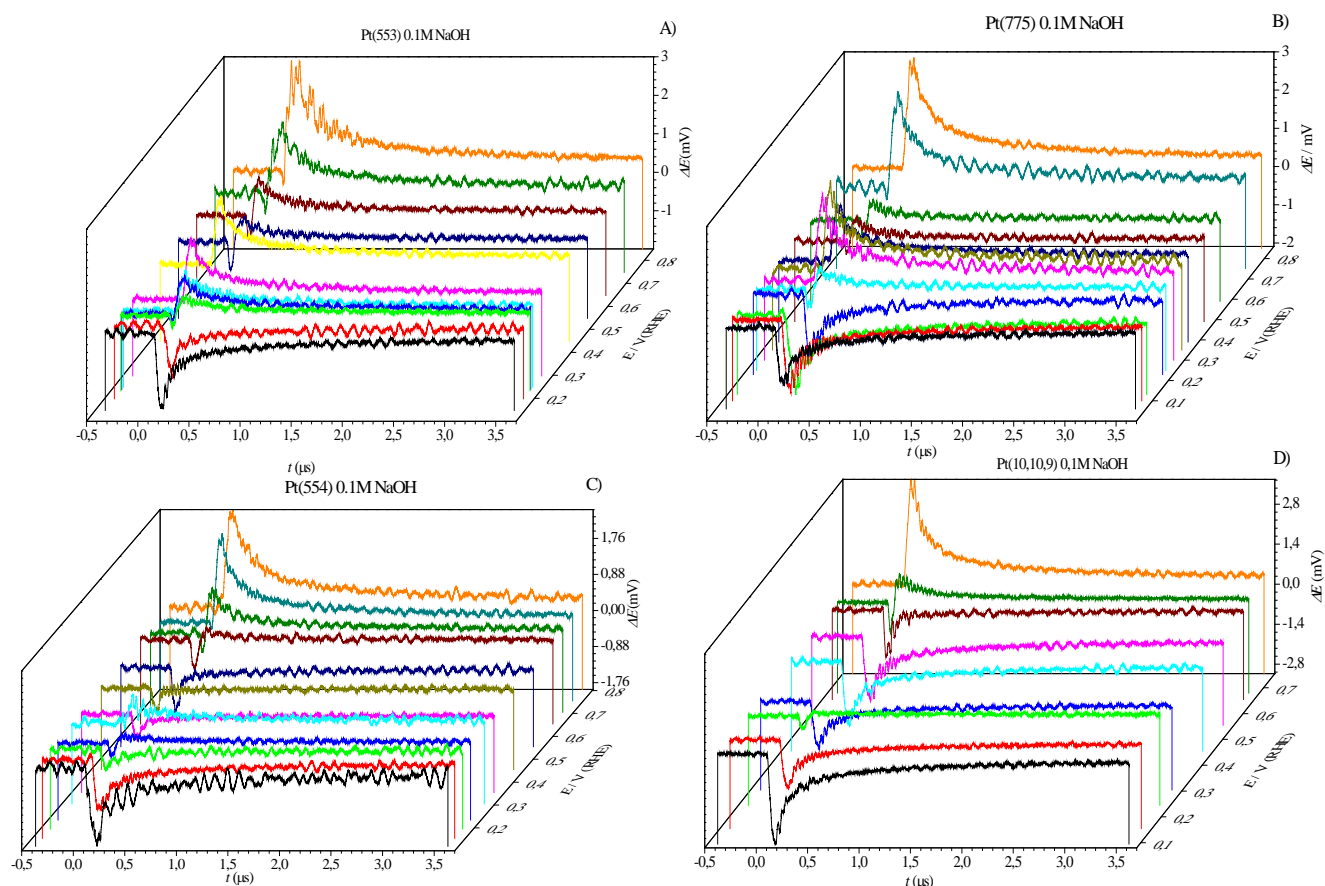 Pt(553) 0.1M NaOH
A)
3
2
1
0
-1
ΔE(mV)
0,8
0,7
0,6
0,5
0,4
0,3
0,2
E / V(RHE)
-0,5 0,0 0,5 1,0 1,5 2,0 2,5 3,0 3,5
t (μs)
Pt(775) 0.1M NaOH
B)
3
2
1
0
-1
-2
ΔE / mV
0,8
0,7
0,6
0,5
0,4
0,3
0,2
0,1
E / V(RHE)
-0,5 0,0 0,5 1,0 1,5 2,0 2,5 3,0 3,5
t (μs)
Pt(554) 0.1M NaOH
C)
1,76
0,88
0,00
-0,88
-1,76
ΔE(mV)
0,8
0,7
0,6
0,5
0,4
0,3
0,2
E / V (RHE)
-0,5 0,0 0,5 1,0 1,5 2,0 2,5 3,0 3,5
t (μs)
Pt(10,10,9) 0,1M NaOH
D)
2,8
1,4
0,0
-1,4
-2,8
ΔE (mV)
0,7
0,6
0,5
0,4
0,3
0,2
0,1
E / V (RHE)
-0,5 0,0 0,5 1,0 1,5 2,0 2,5 3,0 3,5
t (μs)